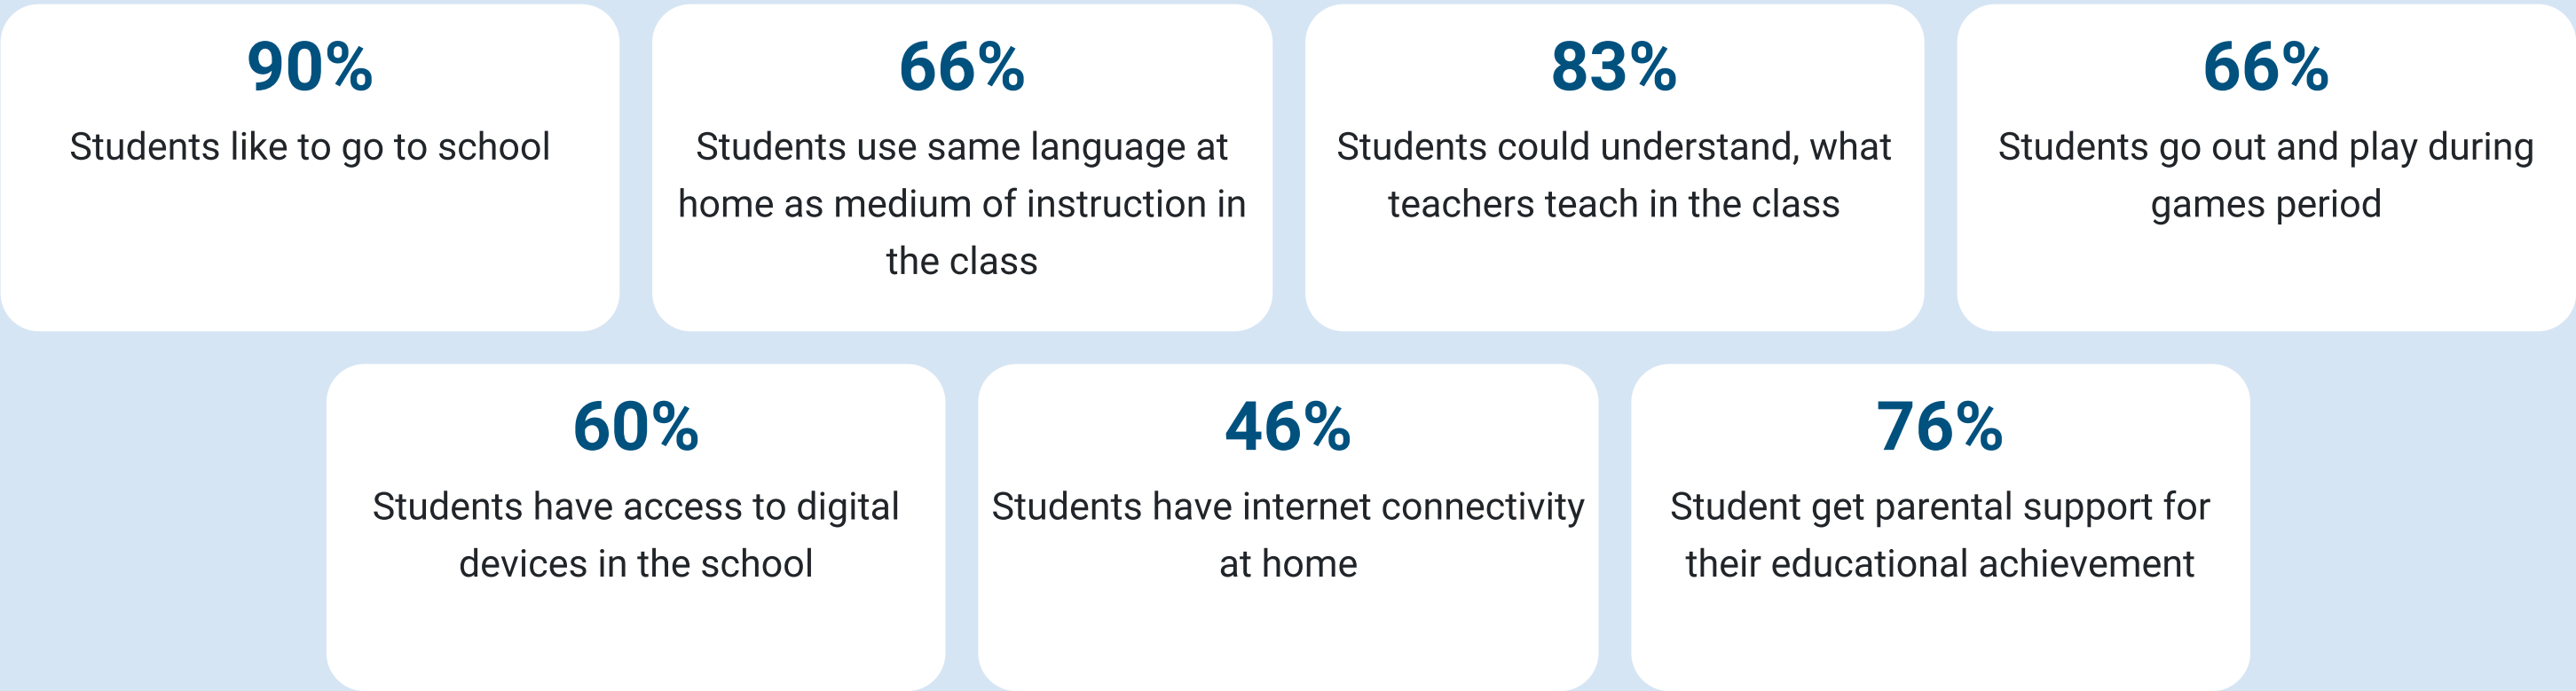 90%
Students like to go to school
66%
Students use same language at
home as medium of instruction in
the class
83%
Students could understand, what
teachers teach in the class
66%
Students go out and play during
games period
60%
Students have access to digital
devices in the school
46%
Students have internet connectivity
at home
76%
Student get parental support for
their educational achievement